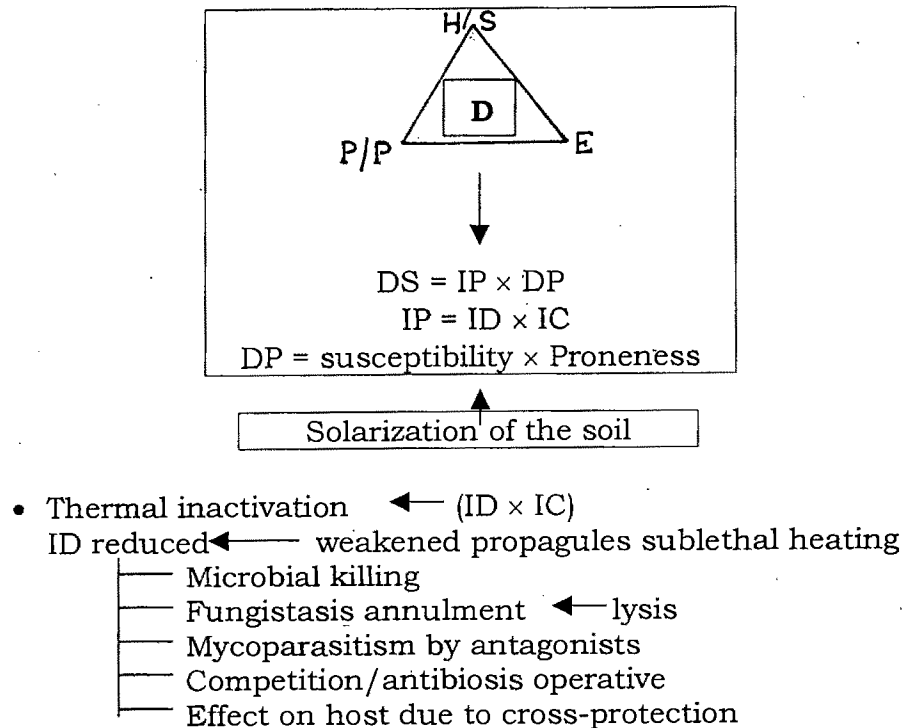 H/S
D
P/P E
DS = IP × DP
IP = ID × IC
DP = susceptibility × Proneness
Solarization of the soil
• Thermal inactivation (ID × IC)
ID reduced weakened propagules sublethal heating
Microbial killing
Fungistasis annulment lysis
Mycoparasitism by antagonists
Competition/antibiosis operative
Effect on host due to cross-protection